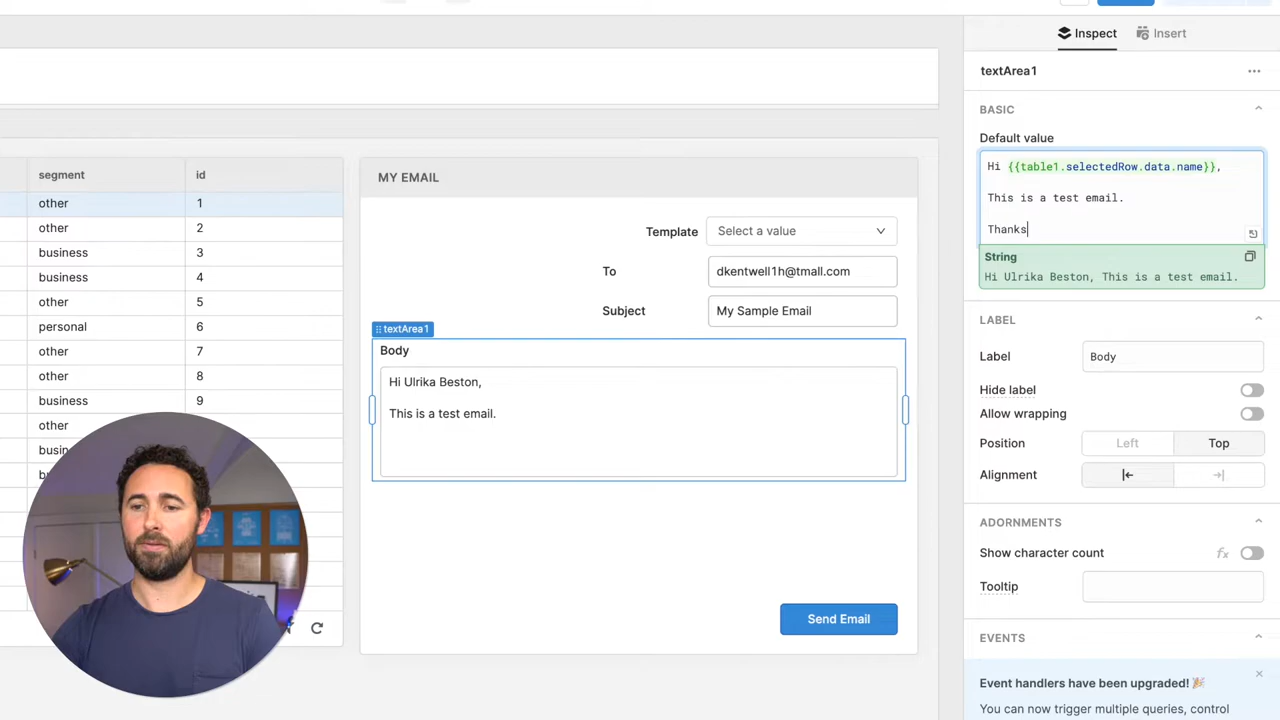 Inspect
Insert
textArea1
BASIC
Default value
Hi {{table1.selectedRow.data.name}},
This is a test email.
Thanks
String
Hi Ulrika Beston, This is a test email.
LABEL
Label
Body
Hide label
Allow wrapping
Position
Left
Top
Alignment
ADORNMENTS
Show character count
fx
Tooltip
EVENTS
Event handlers have been upgraded! 🎉
You can now trigger multiple queries, control
segment id
other 1
other 2
business 3
business 4
other 5
personal 6
other 7
other 8
business 9
other
MY EMAIL
Template
Select a value
To
dkentwell1h@tmall.com
Subject
My Sample Email
textArea1
Body
Hi Ulrika Beston,
This is a test email.
Send Email